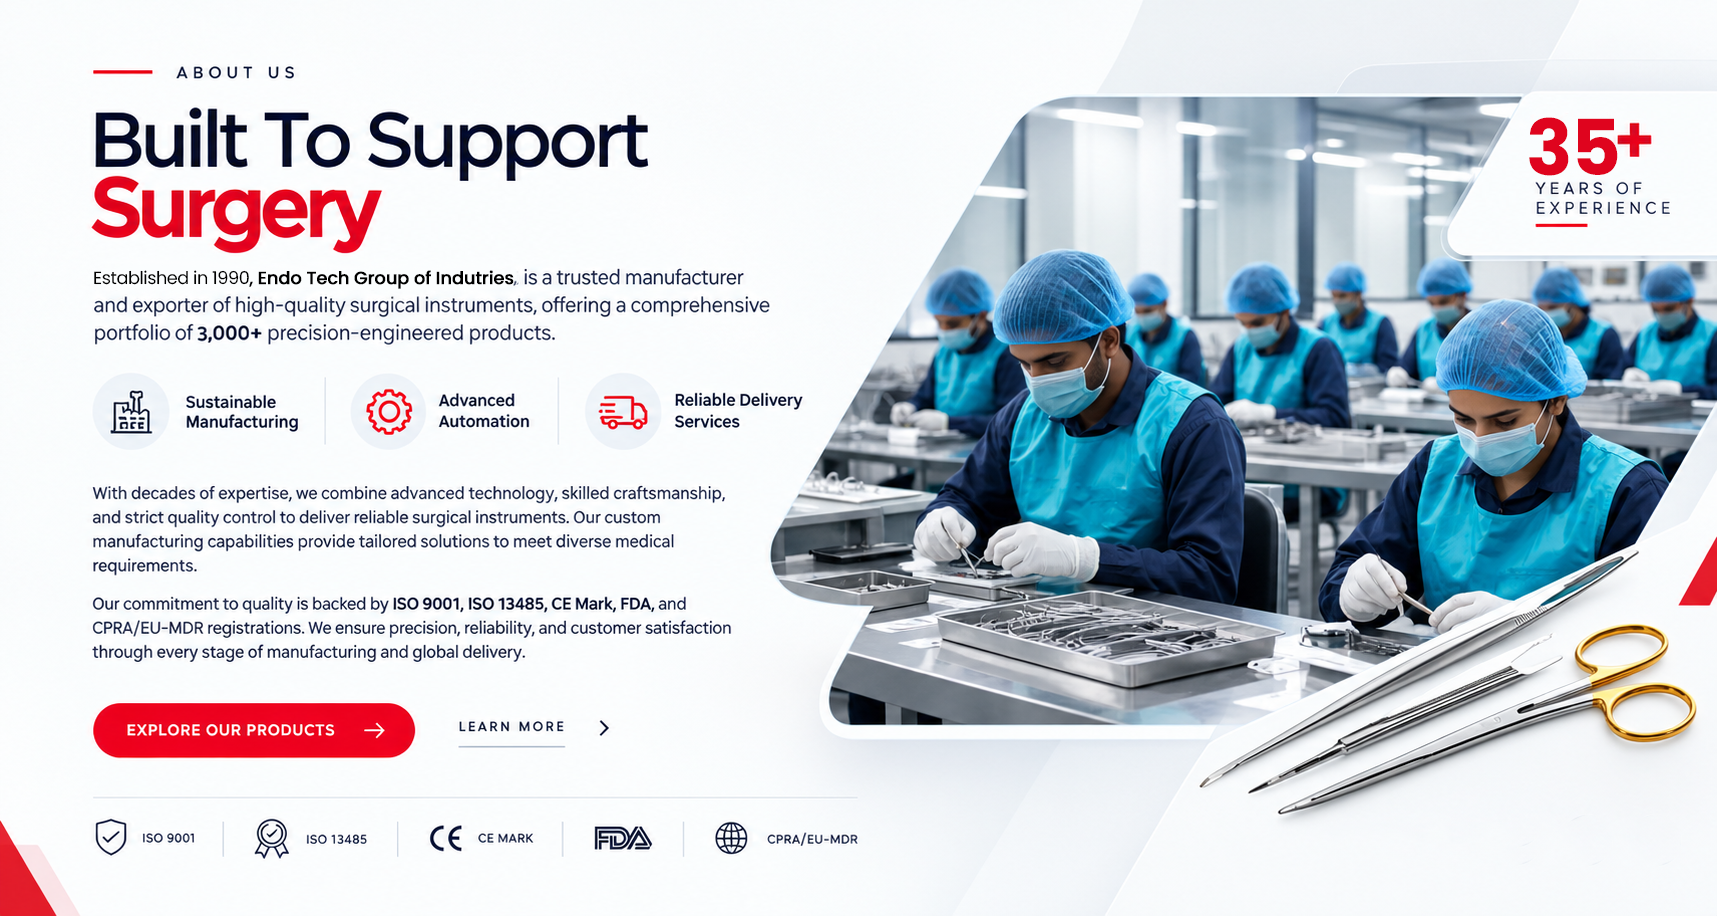 ABOUT US
Built To Support
Surgery
Established in 1990, Endo Tech Group of Indutries, is a trusted manufacturer
and exporter of high-quality surgical instruments, offering a comprehensive
portfolio of 3,000+ precision-engineered products.
Sustainable
Manufacturing
Advanced
Automation
Reliable Delivery
Services
With decades of expertise, we combine advanced technology, skilled craftsmanship,
and strict quality control to deliver reliable surgical instruments. Our custom
manufacturing capabilities provide tailored solutions to meet diverse medical
requirements.
Our commitment to quality is backed by ISO 9001, ISO 13485, CE Mark, FDA, and
CPRA/EU-MDR registrations. We ensure precision, reliability, and customer satisfaction
through every stage of manufacturing and global delivery.
EXPLORE OUR PRODUCTS
LEARN MORE
ISO 9001
ISO 13485
CE CE MARK
FDA
CPRA/EU-MDR
35+
YEARS OF
EXPERIENCE